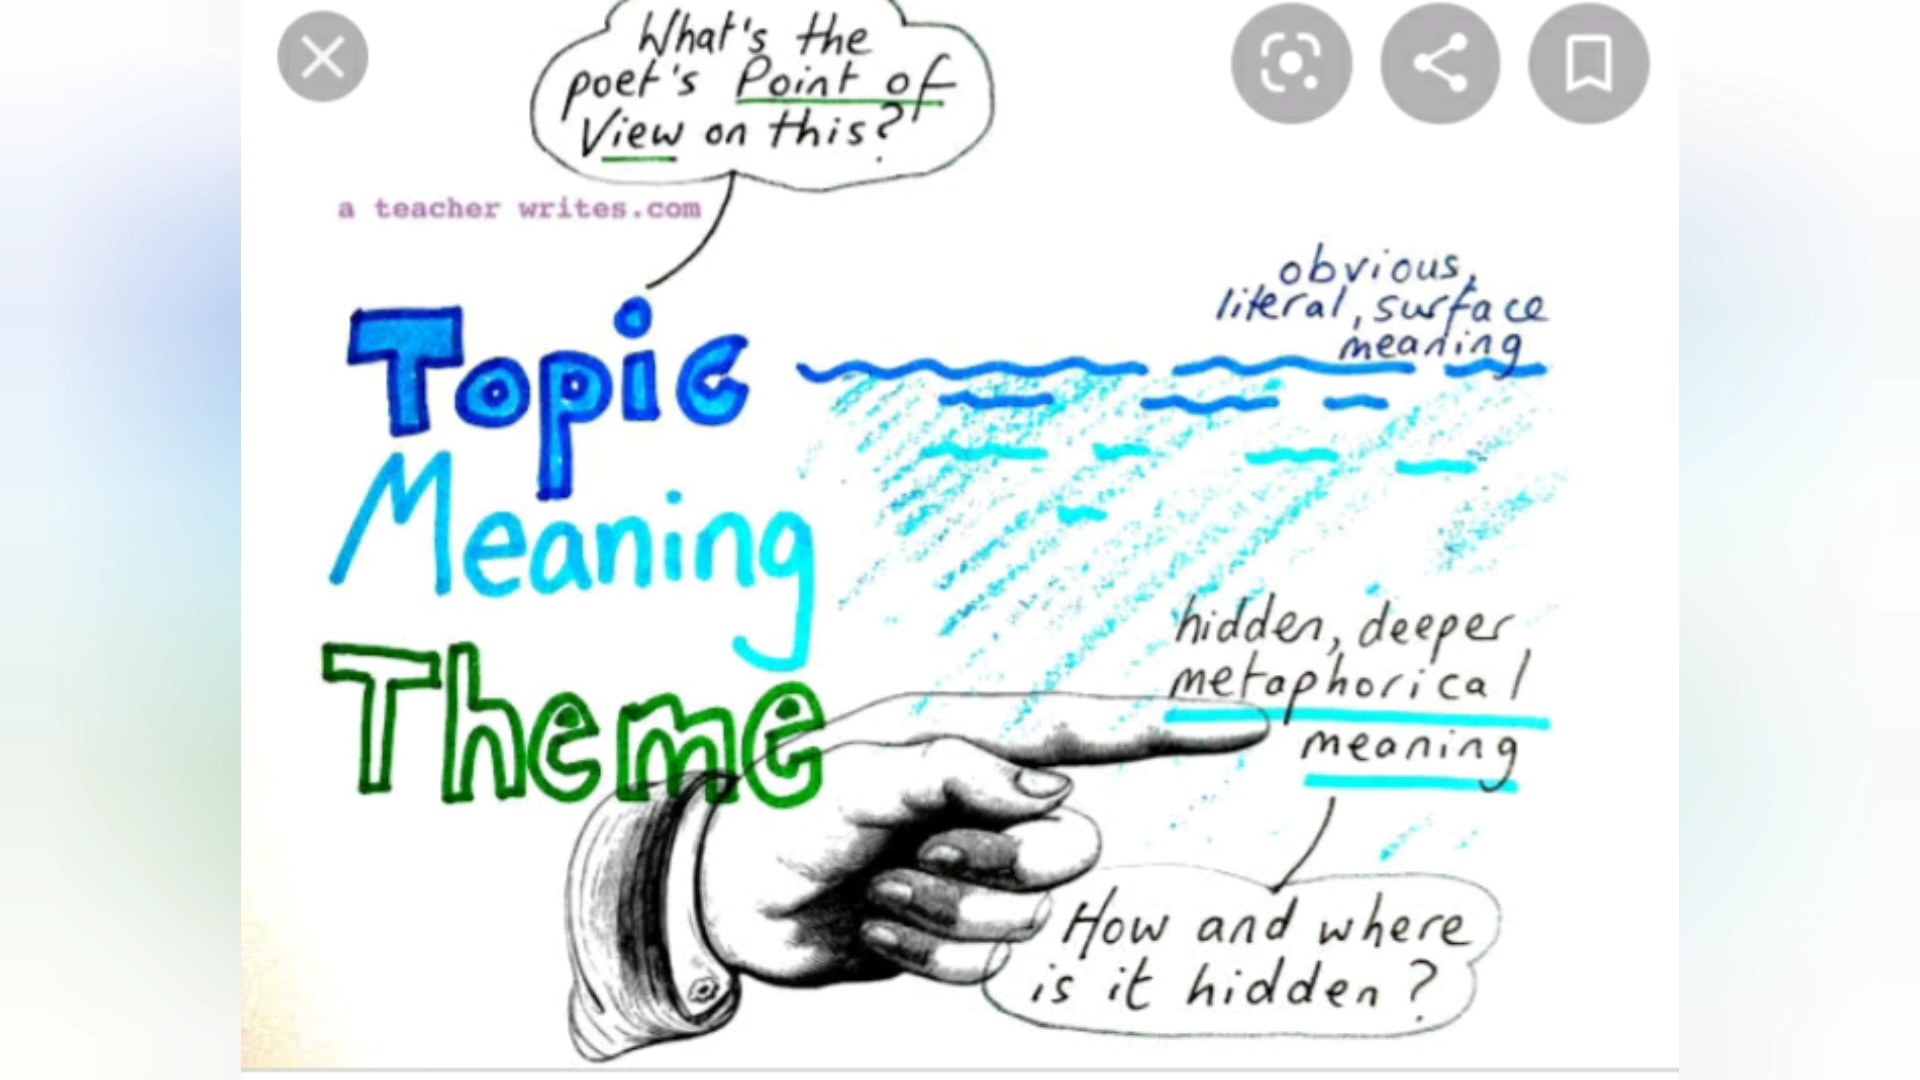 What's the
poet's Point of
View on this?
a teacher writes.com
obvious,
literal, surface
meaning
Topic
Meaning
Theme
hidden, deeper
metaphorical
meaning
How and where
is it hidden?